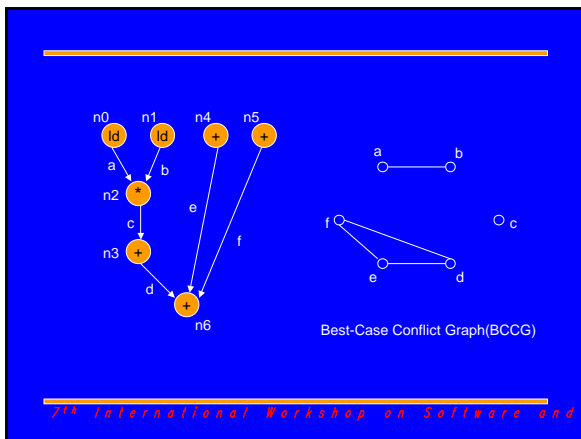 n0 n1 n4 n5
ld ld + +
a b
a b
n2 *
e
c
f c
f
n3 +
d
e d
+
n6
Best-Case Conflict Graph(BCCG)
7th International Workshop on Software and